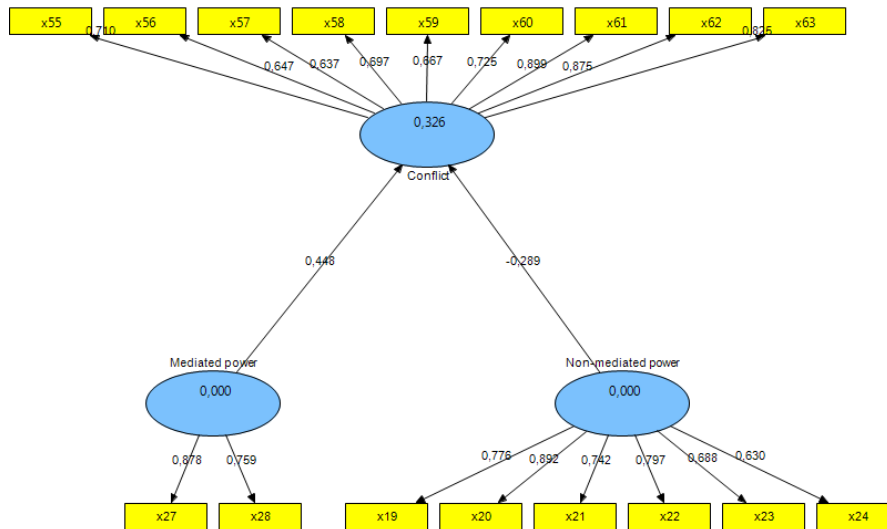 x55 x56 x57 x58 x59 x60 x61 x62 x63
0,710 0,647 0,637 0,697 0,667 0,725 0,899 0,875 0,825
0,326
Conflict
0,448 -0,289
Mediated power Non-mediated power
0,000 0,000
0,878 0,759 0,776 0,892 0,742 0,797 0,688 0,630
x27 x28 x19 x20 x21 x22 x23 x24